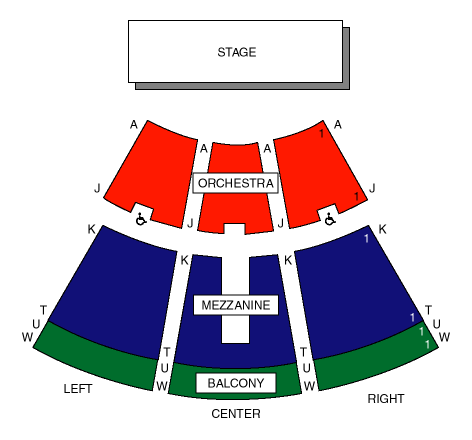 STAGE
A
A
A
1
A
ORCHESTRA
J
J
J
1
J
K
K
K
1
K
MEZZANINE
T
U
W
T
U
W
T
U
W
1
1
1
T
U
W
BALCONY
LEFT
CENTER
RIGHT